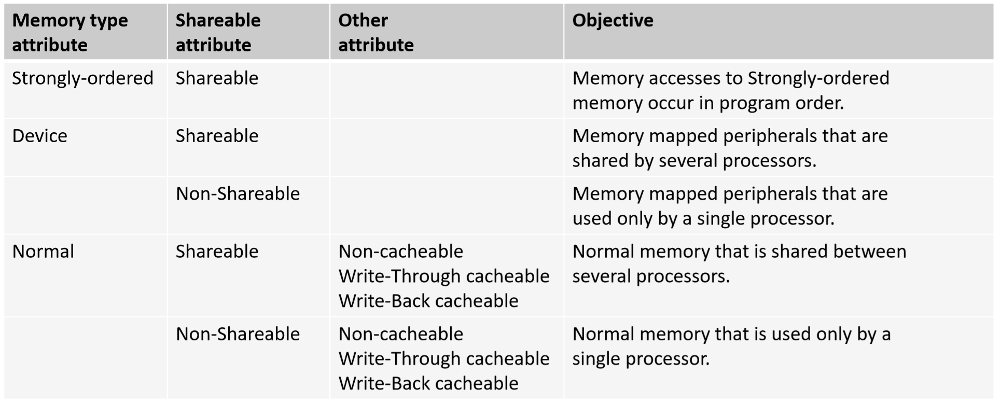 Memory type attribute
Shareable attribute
Other attribute
Objective
Strongly-ordered
Shareable
Memory accesses to Strongly-ordered
memory occur in program order.
Device
Shareable
Memory mapped peripherals that are
shared by several processors.
Non-Shareable
Memory mapped peripherals that are
used only by a single processor.
Normal
Shareable
Non-cacheable
Write-Through cacheable
Write-Back cacheable
Normal memory that is shared between
several processors.
Non-Shareable
Non-cacheable
Write-Through cacheable
Write-Back cacheable
Normal memory that is used only by a
single processor.